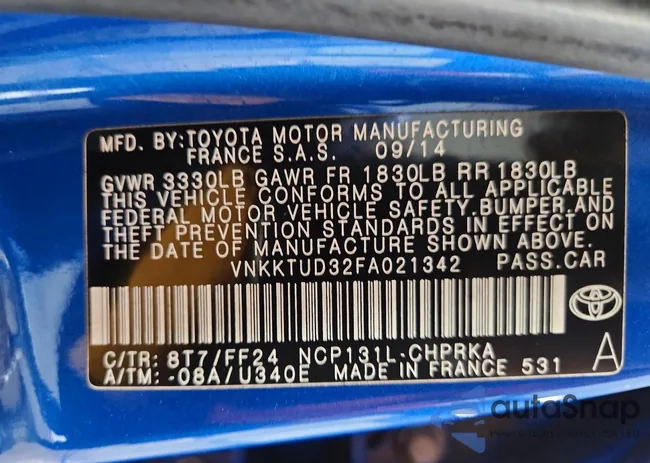 MFD. BY:TOYOTA MOTOR MANUFACTURING
FRANCE S.A.S. 09/14
GVWR 3330LB GAWR FR 1830LB RR 1830LB
THIS VEHICLE CONFORMS TO ALL APPLICABLE
FEDERAL MOTOR VEHICLE SAFETY,BUMPER,AND
THEFT PREVENTION STANDARDS IN EFFECT ON
THE DATE OF MANUFACTURE SHOWN ABOVE.
VNKKTUD32FA021342 PASS.CAR
C/TR: 8T7/FF24 NCP131L-CHPRKA
A/TM: -08A/U340E MADE IN FRANCE 531 A
autoSnap